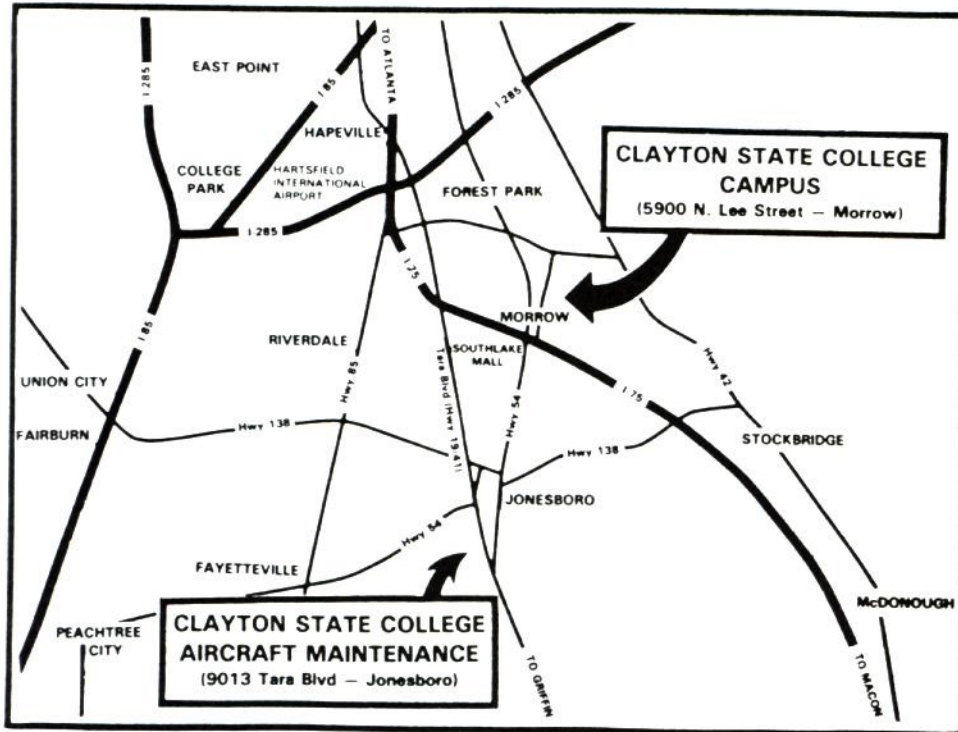 I 285
EAST POINT
I 85
TO ATLANTA
HAPEVILLE
I 285
COLLEGE
PARK
HARTSFIELD
INTERNATIONAL
AIRPORT
FOREST PARK
CLAYTON STATE COLLEGE
CAMPUS
(5900 N. Lee Street – Morrow)
I 285
I 75
MORROW
I 85
RIVERDALE
SOUTHLAKE
MALL
Hwy 85
Tara Blvd (Hwy 19-41)
Hwy 54
I 75
Hwy 42
UNION CITY
FAIRBURN
Hwy 138
Hwy 138
STOCKBRIDGE
JONESBORO
Hwy 54
FAYETTEVILLE
McDONOUGH
PEACHTREE
CITY
CLAYTON STATE COLLEGE
AIRCRAFT MAINTENANCE
(9013 Tara Blvd – Jonesboro)
TO GRIFFIN
TO MACON